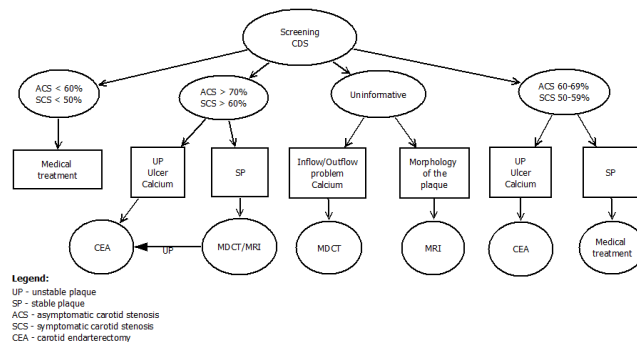 Screening
CDS
ACS < 60%
SCS < 50%
ACS > 70%
SCS > 60%
Uninformative
ACS 60-69%
SCS 50-59%
Medical
treatment
UP
Ulcer
Calcium
SP
Inflow/Outflow
problem
Calcium
Morphology
of the
plaque
UP
Ulcer
Calcium
SP
CEA
UP
MDCT/MRI
MDCT
MRI
CEA
Medical
treatment
Legend:
UP - unstable plaque
SP - stable plaque
ACS - asymptomatic carotid stenosis
SCS - symptomatic carotid stenosis
CEA - carotid endarterectomy